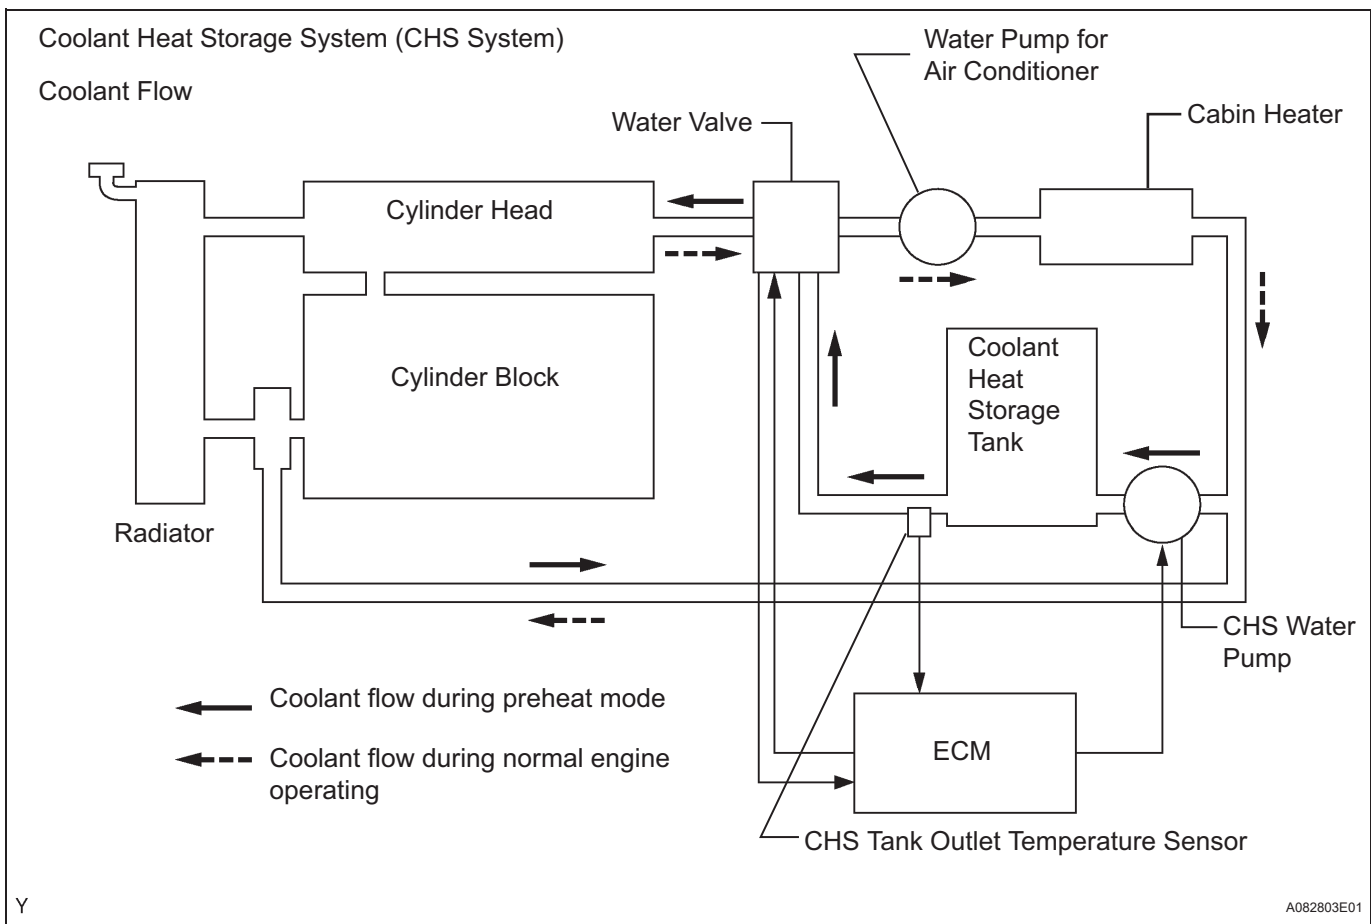 Coolant Heat Storage System (CHS System)
Coolant Flow
Water Pump for
Air Conditioner
Water Valve
Cabin Heater
Cylinder Head
Cylinder Block
Coolant
Heat
Storage
Tank
Radiator
CHS Water
Pump
Coolant flow during preheat mode
Coolant flow during normal engine
operating
ECM
CHS Tank Outlet Temperature Sensor
Y
A082803E01